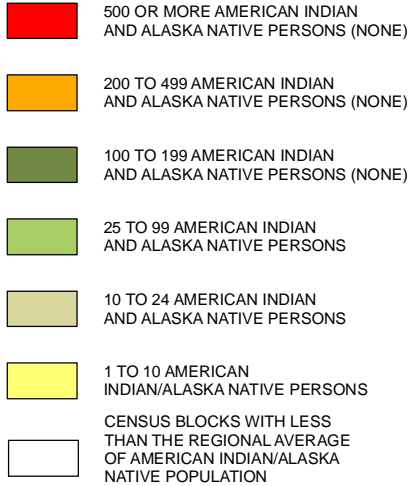 500 OR MORE AMERICAN INDIAN
AND ALASKA NATIVE PERSONS (NONE)
200 TO 499 AMERICAN INDIAN
AND ALASKA NATIVE PERSONS (NONE)
100 TO 199 AMERICAN INDIAN
AND ALASKA NATIVE PERSONS (NONE)
25 TO 99 AMERICAN INDIAN
AND ALASKA NATIVE PERSONS
10 TO 24 AMERICAN INDIAN
AND ALASKA NATIVE PERSONS
1 TO 10 AMERICAN
INDIAN/ALASKA NATIVE PERSONS
CENSUS BLOCKS WITH LESS
THAN THE REGIONAL AVERAGE
OF AMERICAN INDIAN/ALASKA
NATIVE POPULATION